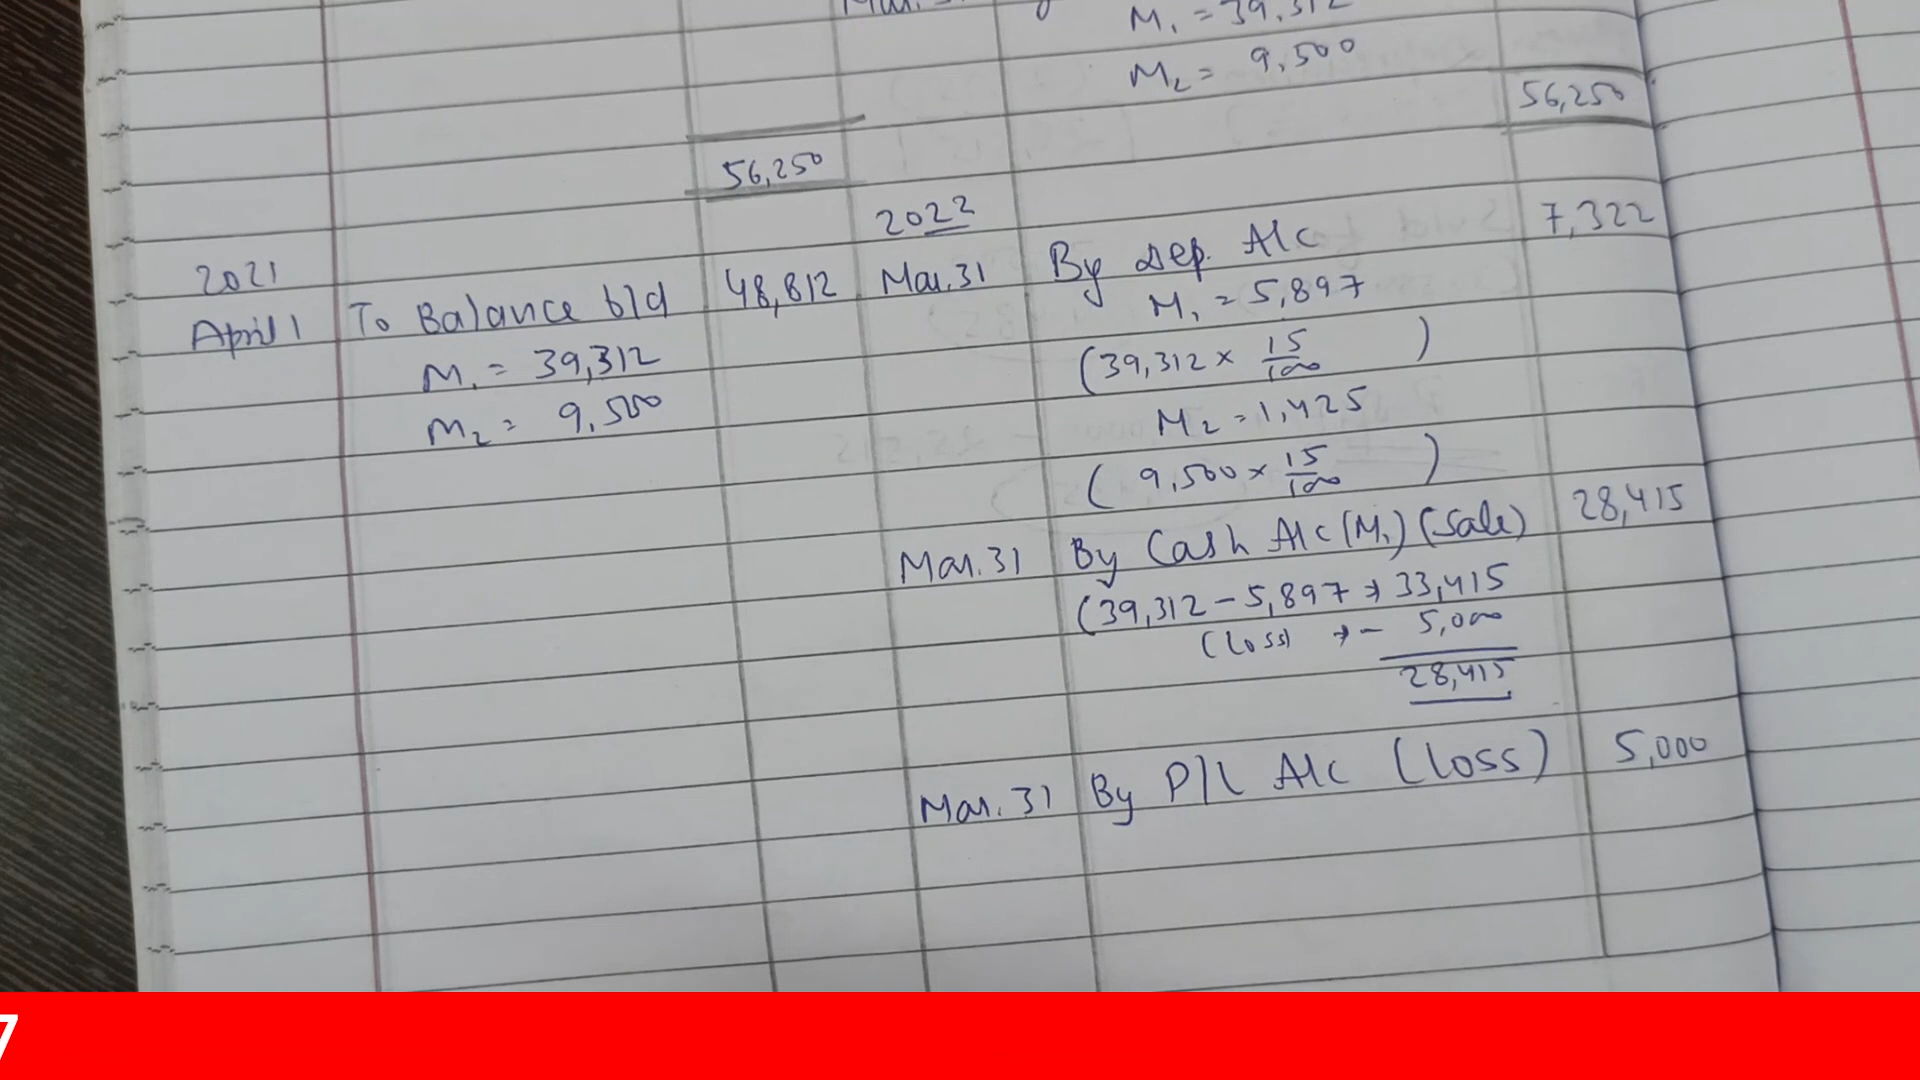 M₁ = 39,312
M₂ = 9,500
56,250
56,250
2022
2021
April 1 To Balance b/d 48,812 Mar. 31 By Dep. A/c 7,322
M₁ = 39,312
M₂ = 9,500
M₁ = 5,897
(39,312 × 15/100)
M₂ = 1,425
(9,500 × 15/100)
Mar. 31 By Cash A/c (M₁) (Sale) 28,415
(39,312 - 5,897 → 33,415
(Loss) → - 5,000
28,415
Mar. 31 By P/L A/c (Loss) 5,000
7